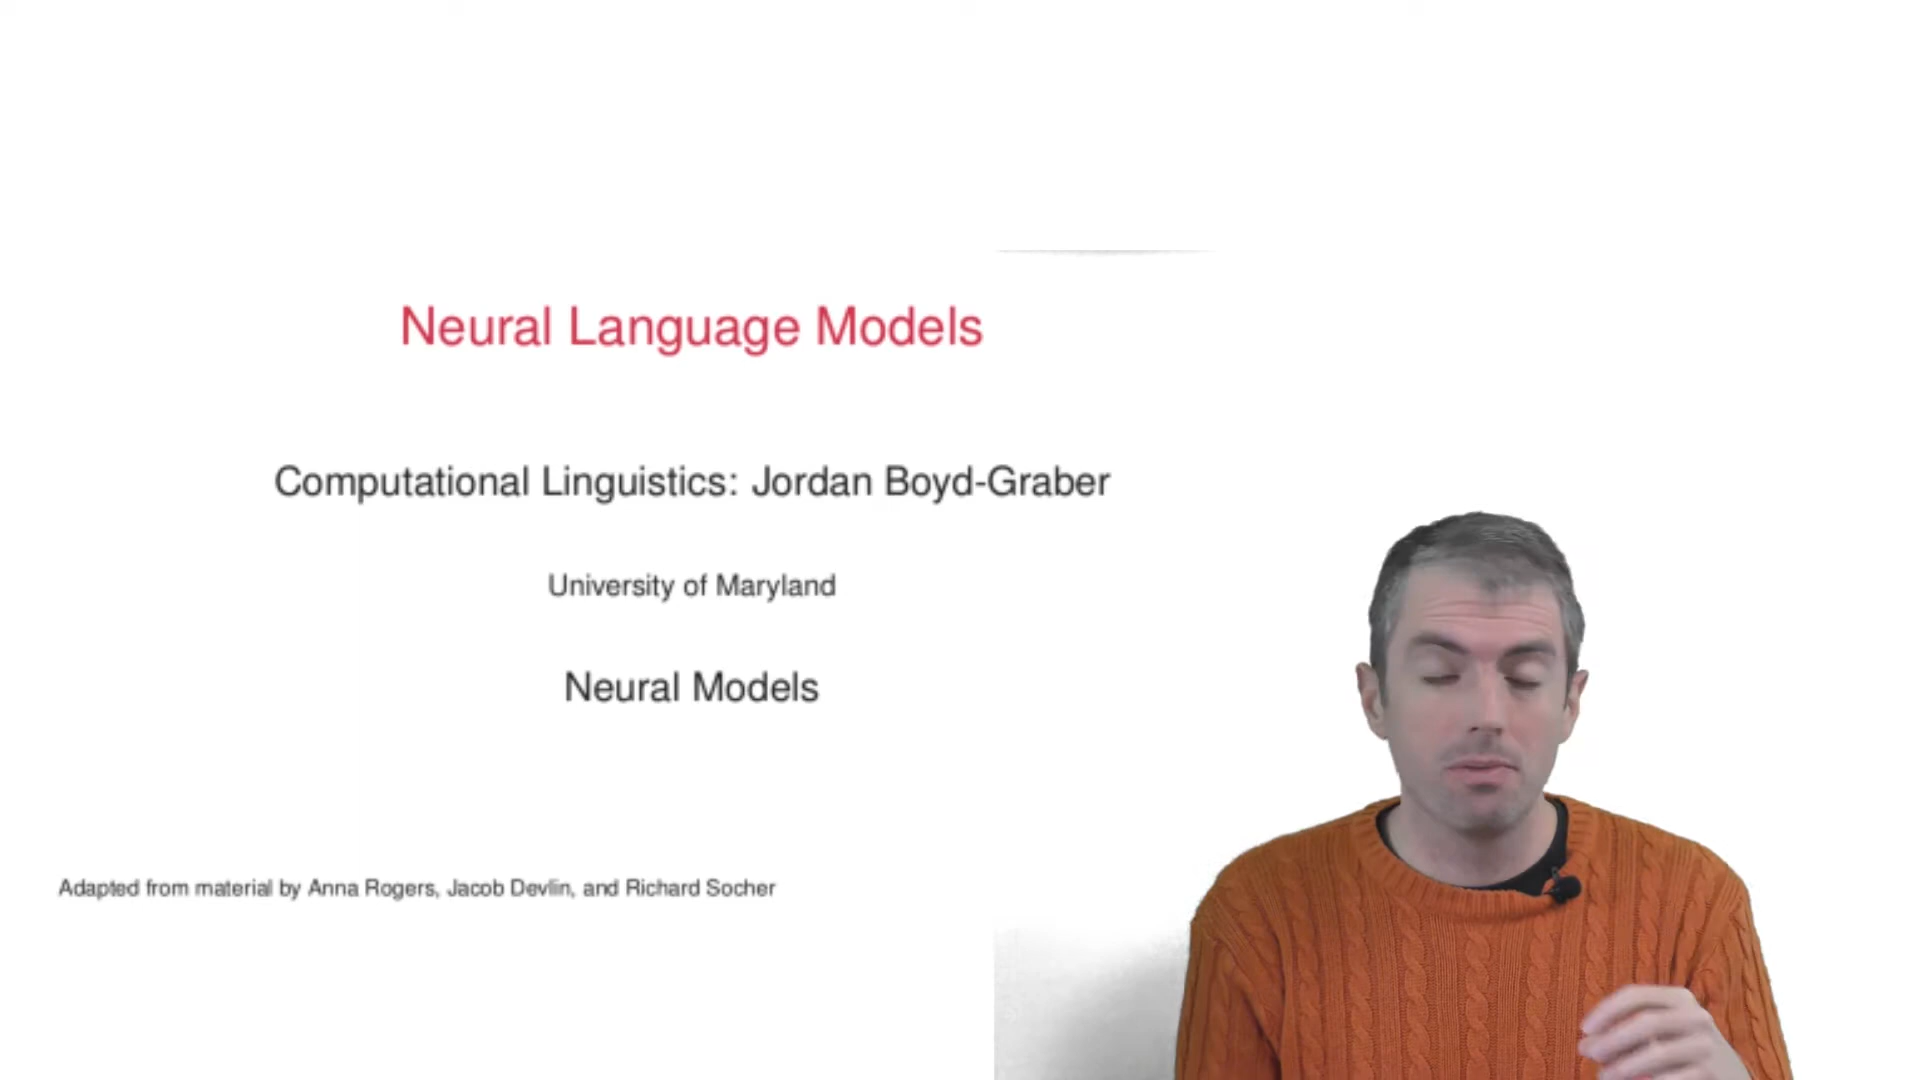 Neural Language Models
Computational Linguistics: Jordan Boyd-Graber
University of Maryland
Neural Models
Adapted from material by Anna Rogers, Jacob Devlin, and Richard Socher